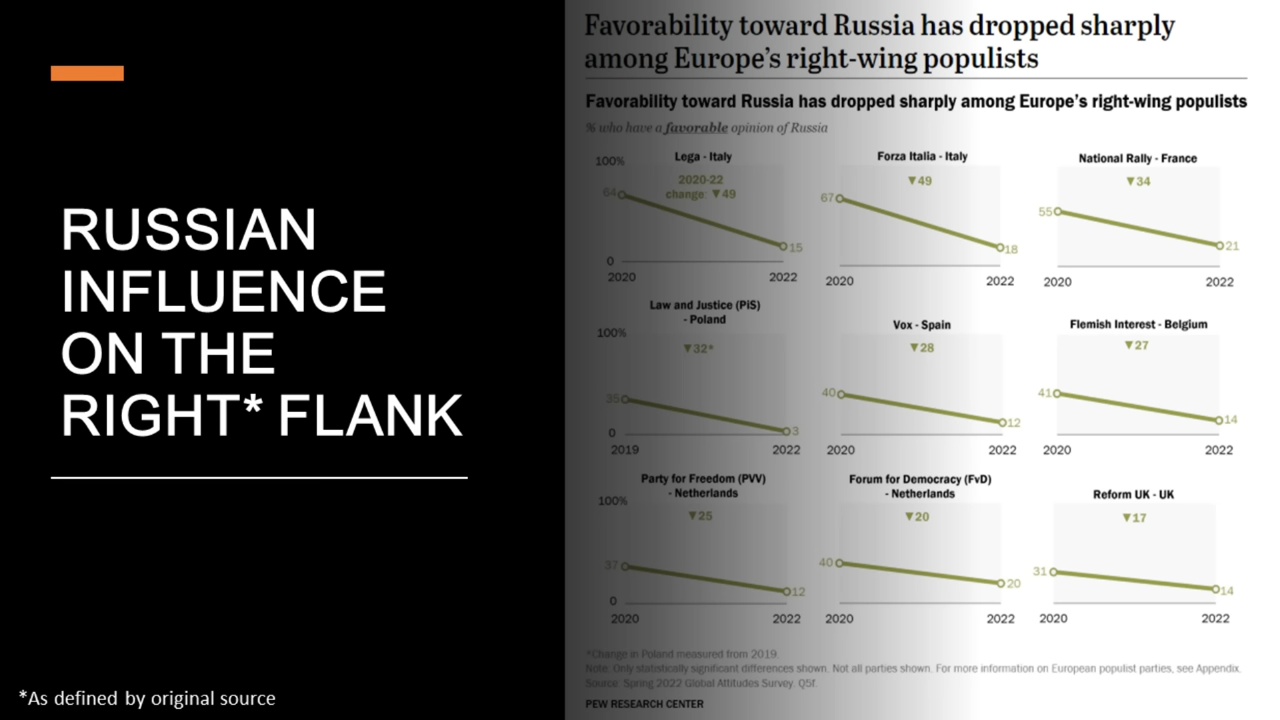 RUSSIAN
INFLUENCE
ON THE
RIGHT* FLANK
*As defined by original source
Favorability toward Russia has dropped sharply
among Europe's right-wing populists
Favorability toward Russia has dropped sharply among Europe's right-wing populists
% who have a favorable opinion of Russia
Lega - Italy
100%
2020-22
change: ▼49
64
15
0
2020 2022
Forza Italia - Italy
▼49
67
18
2020 2022
National Rally - France
▼34
55
21
2020 2022
Law and Justice (PiS)
- Poland
100%
▼32*
35
3
0
2019 2022
Vox - Spain
▼28
40
12
2020 2022
Flemish Interest - Belgium
▼27
41
14
2020 2022
Party for Freedom (PVV)
- Netherlands
100%
▼25
37
12
0
2020 2022
Forum for Democracy (FvD)
- Netherlands
▼20
40
20
2020 2022
Reform UK - UK
▼17
31
14
2020 2022
*Change in Poland measured from 2019.
Note: Only statistically significant differences shown. Not all parties shown. For more information on European populist parties, see Appendix.
Source: Spring 2022 Global Attitudes Survey. Q5f.
PEW RESEARCH CENTER